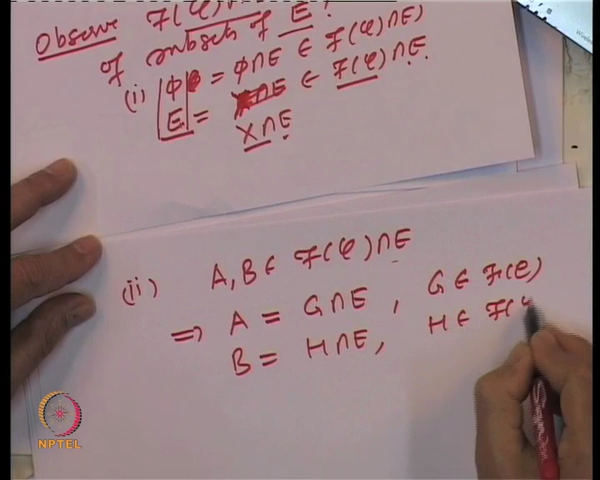 Observe F(φ)∩E
of subsets of E!
(i) φ = φ∩E ∈ F(φ)∩E
E = X∩E ∈ F(φ)∩E.
X∩E
(ii) A, B ∈ F(φ)∩E
⇒ A = G∩E, G ∈ F(φ)
B = H∩E, H ∈ F(
NPTEL